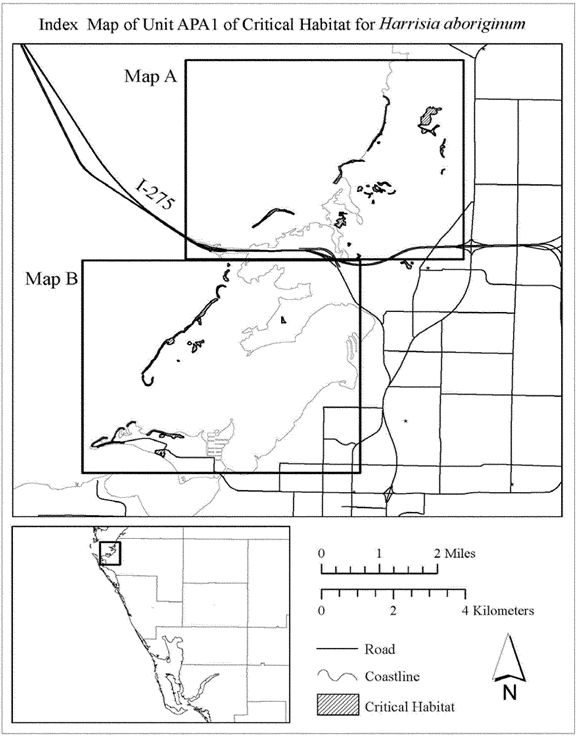 Index Map of Unit APA1 of Critical Habitat for Harrisia aboriginum
Map A
I-275
Map B
0 1 2 Miles
0 2 4 Kilometers
Road
Coastline
Critical Habitat
N